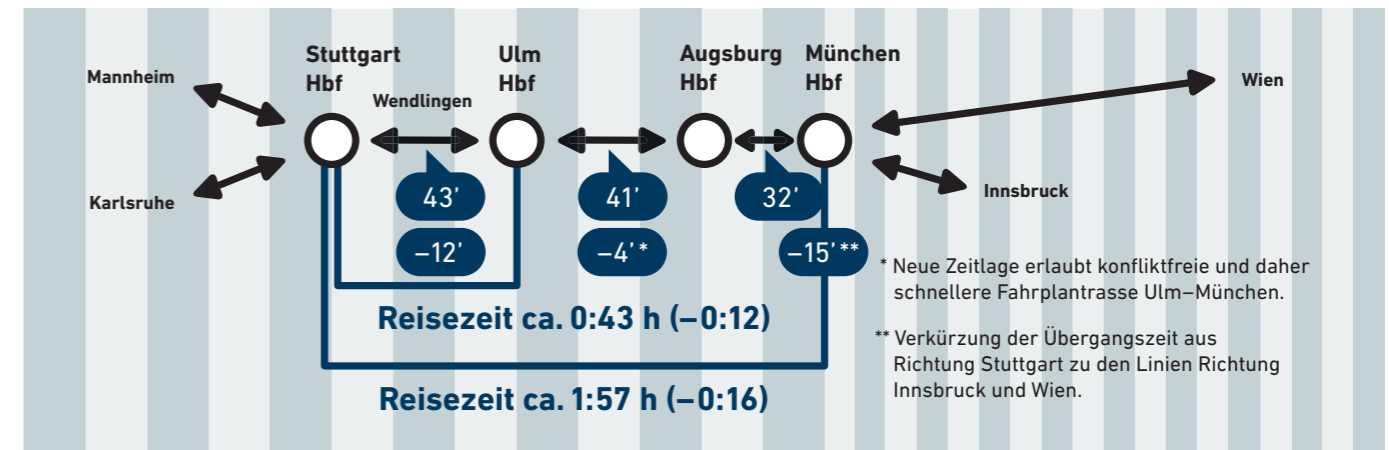 Stuttgart
Hbf
Ulm
Hbf
Augsburg
Hbf
München
Hbf
Mannheim
Wendlingen
Wien
Karlsruhe
Innsbruck
43’
41’
32’
–12’
–4’*
–15’**
Reisezeit ca. 0:43 h (–0:12)
Reisezeit ca. 1:57 h (–0:16)
* Neue Zeitlage erlaubt konfliktfreie und daher
schnellere Fahrplantrasse Ulm–München.
** Verkürzung der Übergangszeit aus
Richtung Stuttgart zu den Linien Richtung
Innsbruck und Wien.